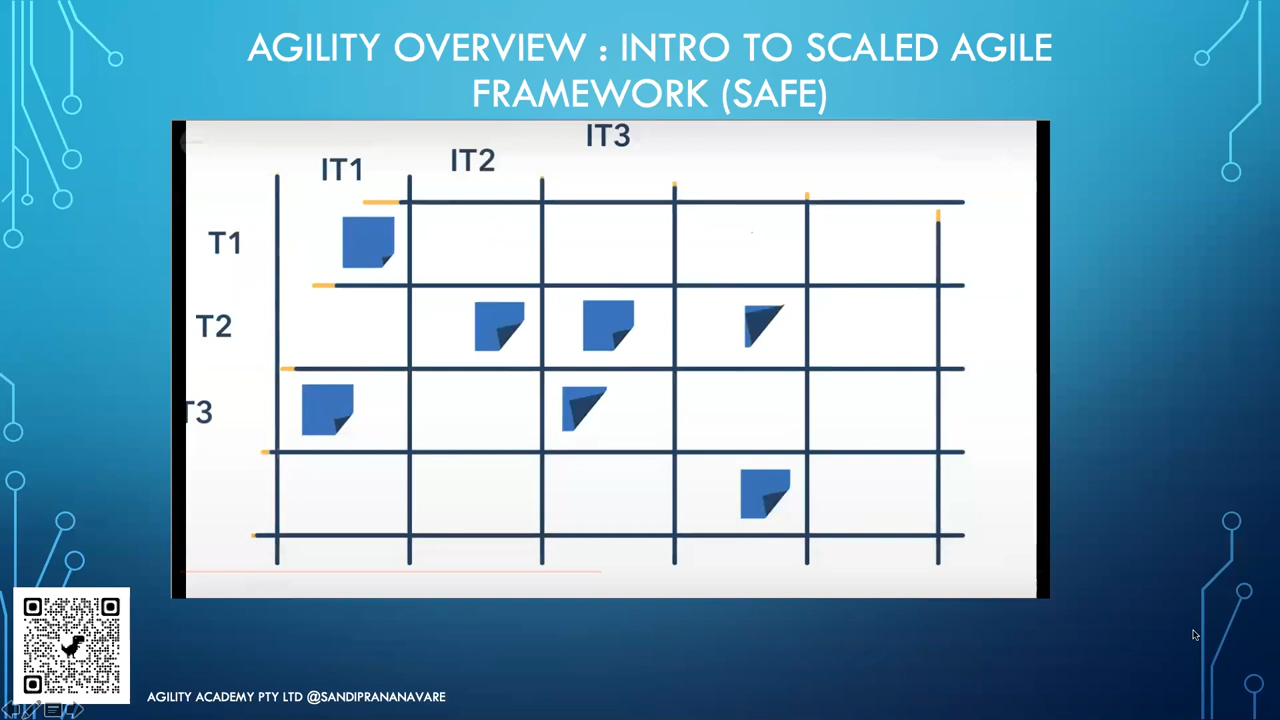 AGILITY OVERVIEW : INTRO TO SCALED AGILE
FRAMEWORK (SAFE)
IT3
IT2
IT1
T1
T2
T3
AGILITY ACADEMY PTY LTD @SANDIPRANANAVARE